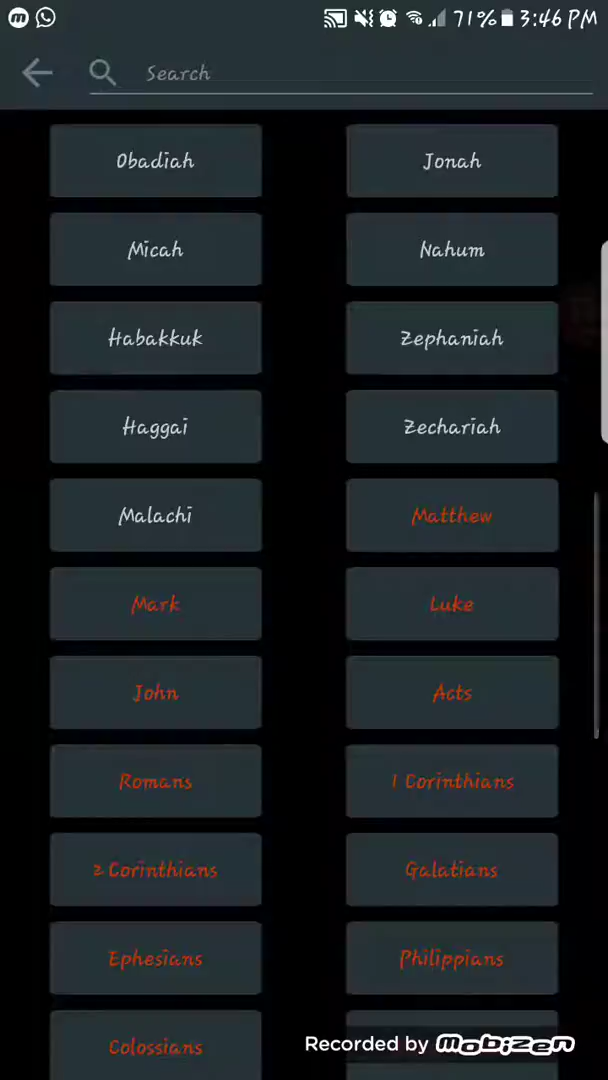 71% 3:46 PM
Search
Obadiah Jonah
Micah Nahum
Habakkuk Zephaniah
Haggai Zechariah
Malachi Matthew
Mark Luke
John Acts
Romans 1 Corinthians
2 Corinthians Galatians
Ephesians Philippians
Colossians
Recorded by Mobizen